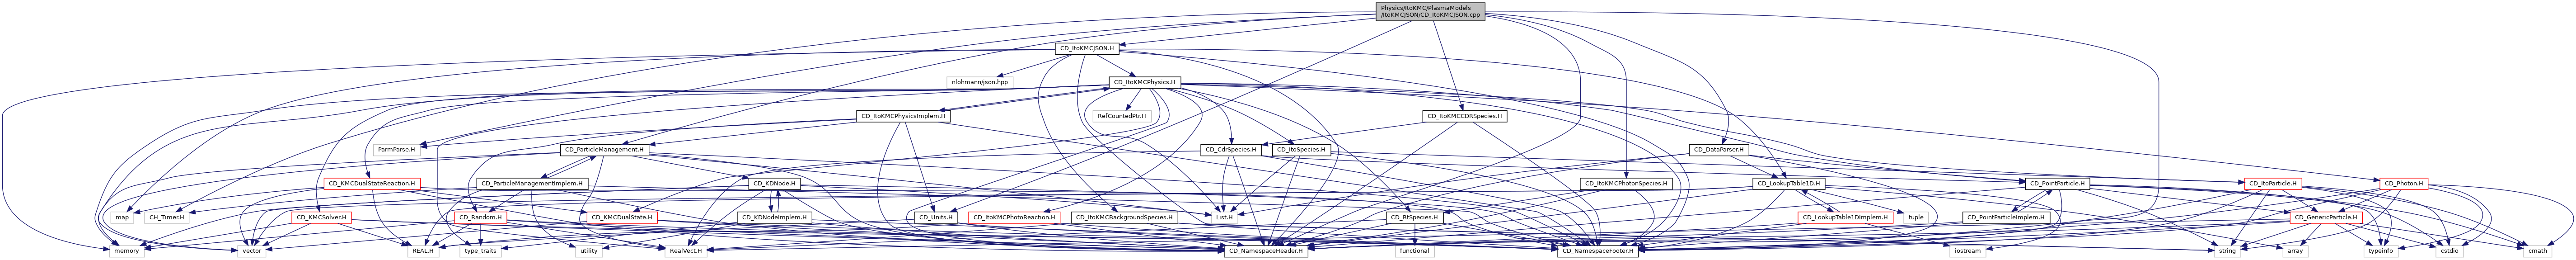 Physics/ItoKMC/PlasmaModels
/ItoKMCJSON/CD_ItoKMCJSON.cpp
CD_ItoKMCJSON.H
nlohmann/json.hpp
CD_ItoKMCPhysics.H
CD_ItoKMCPhysicsImplem.H
RefCountedPtr.H
CD_ItoKMCCDRSpecies.H
ParmParse.H
CD_ParticleManagement.H
CD_CdrSpecies.H
CD_ItoSpecies.H
CD_DataParser.H
CD_KMCDualStateReaction.H
CD_ParticleManagementImplem.H
CD_KDNode.H
CD_ItoKMCPhotonSpecies.H
CD_LookupTable1D.H
CD_PointParticle.H
CD_ItoParticle.H
CD_Photon.H
map
CH_Timer.H
CD_KMCSolver.H
CD_Random.H
CD_KMCDualState.H
CD_KDNodeImplem.H
CD_Units.H
CD_ItoKMCPhotoReaction.H
CD_ItoKMCBackgroundSpecies.H
List.H
CD_RtSpecies.H
CD_LookupTable1DImplem.H
tuple
CD_PointParticleImplem.H
CD_GenericParticle.H
memory
vector
REAL.H
type_traits
utility
RealVect.H
CD_NamespaceHeader.H
functional
CD_NamespaceFooter.H
iostream
string
array
typeinfo
cstdio
cmath